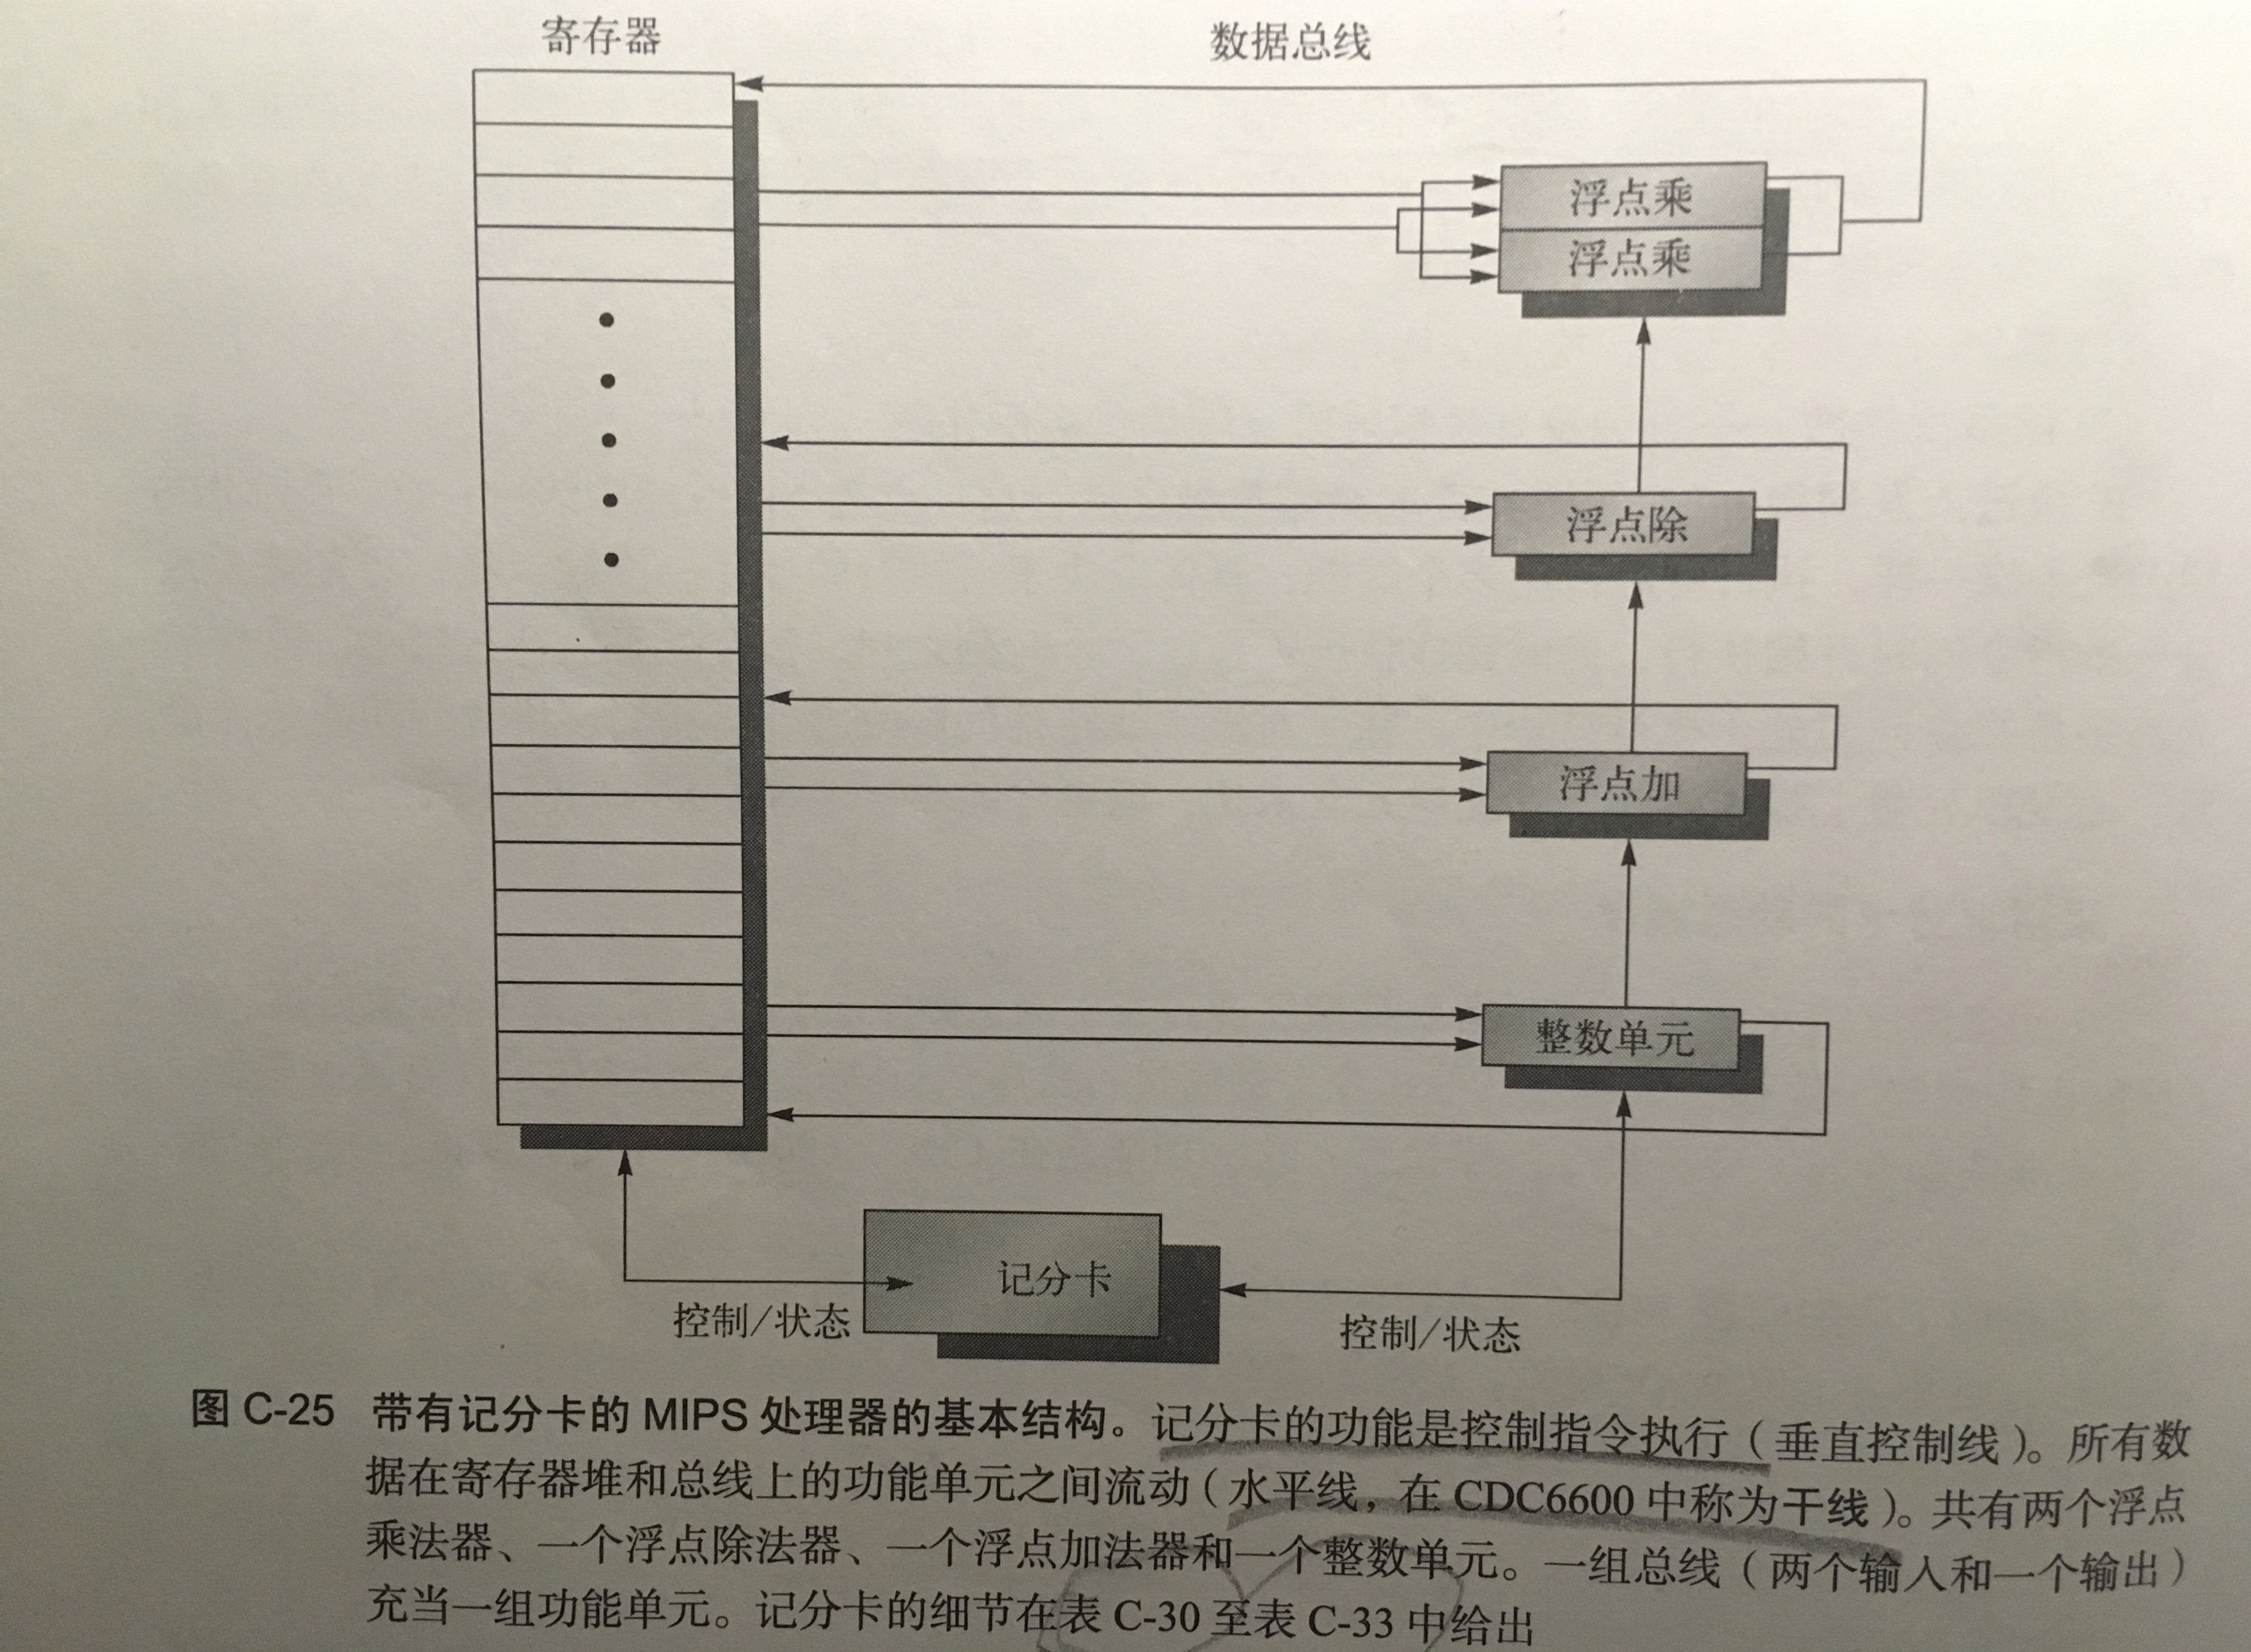 寄存器
数据总线
浮点乘
浮点乘
浮点除
浮点加
整数单元
记分卡
控制/状态
控制/状态
图 C-25 带有记分卡的 MIPS 处理器的基本结构。记分卡的功能是控制指令执行（垂直控制线）。所有数
据在寄存器堆和总线上的功能单元之间流动（水平线，在 CDC6600 中称为干线）。共有两个浮点
乘法器、一个浮点除法器、一个浮点加法器和一个整数单元。一组总线（两个输入和一个输出）
充当一组功能单元。记分卡的细节在表 C-30 至表 C-33 中给出